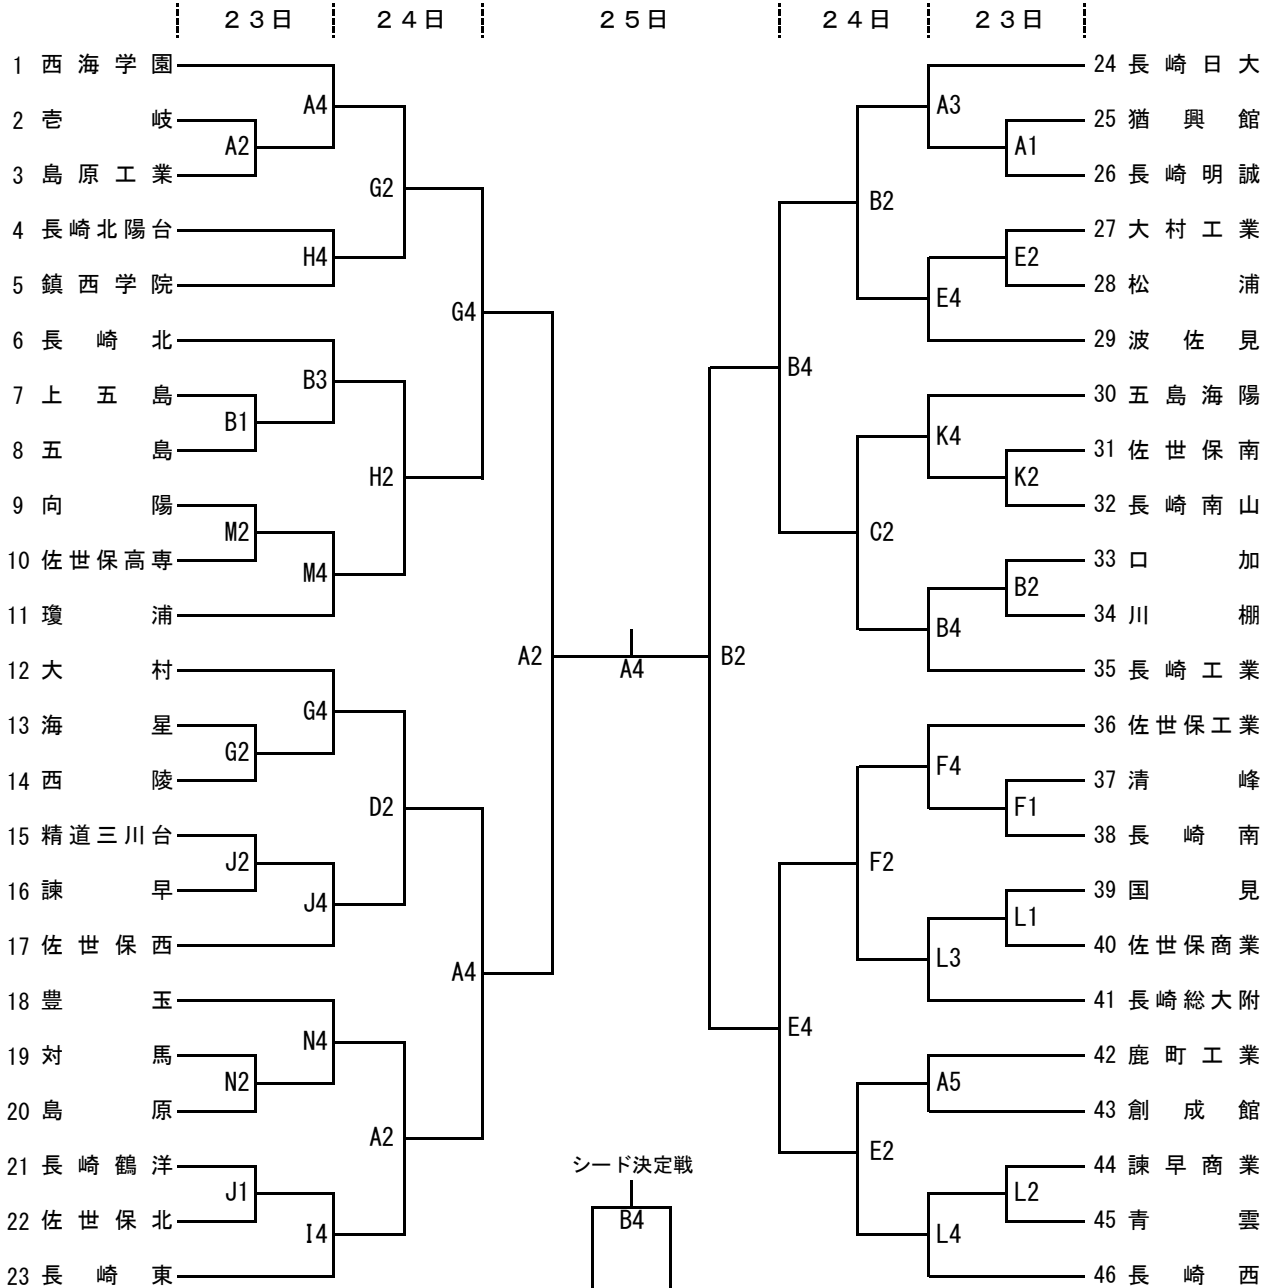 ２３日 ２４日 ２５日 ２４日 ２３日
1 西海学園
2 壱岐
3 島原工業
4 長崎北陽台
5 鎮西学院
6 長崎北
7 上五島
8 五島
9 向陽
10 佐世保高専
11 瓊浦
12 大村
13 海星
14 西陵
15 精道三川台
16 諫早
17 佐世保西
18 豊玉
19 対馬
20 島原
21 長崎鶴洋
22 佐世保北
23 長崎東
A4
A2
H4
B3
B1
M2
M4
G4
G2
J2
J4
N4
N2
J1
I4
G2
H2
D2
A2
G4
A4
A2
A4
B2
シード決定戦
B4
B4
E4
B2
C2
F2
E2
A3
A1
E2
E4
K4
K2
B2
B4
F4
F1
L1
L3
A5
L2
L4
24 長崎日大
25 猶興館
26 長崎明誠
27 大村工業
28 松浦
29 波佐見
30 五島海陽
31 佐世保南
32 長崎南山
33 口加
34 川棚
35 長崎工業
36 佐世保工業
37 清峰
38 長崎南
39 国見
40 佐世保商業
41 長崎総大附
42 鹿町工業
43 創成館
44 諫早商業
45 青雲
46 長崎西